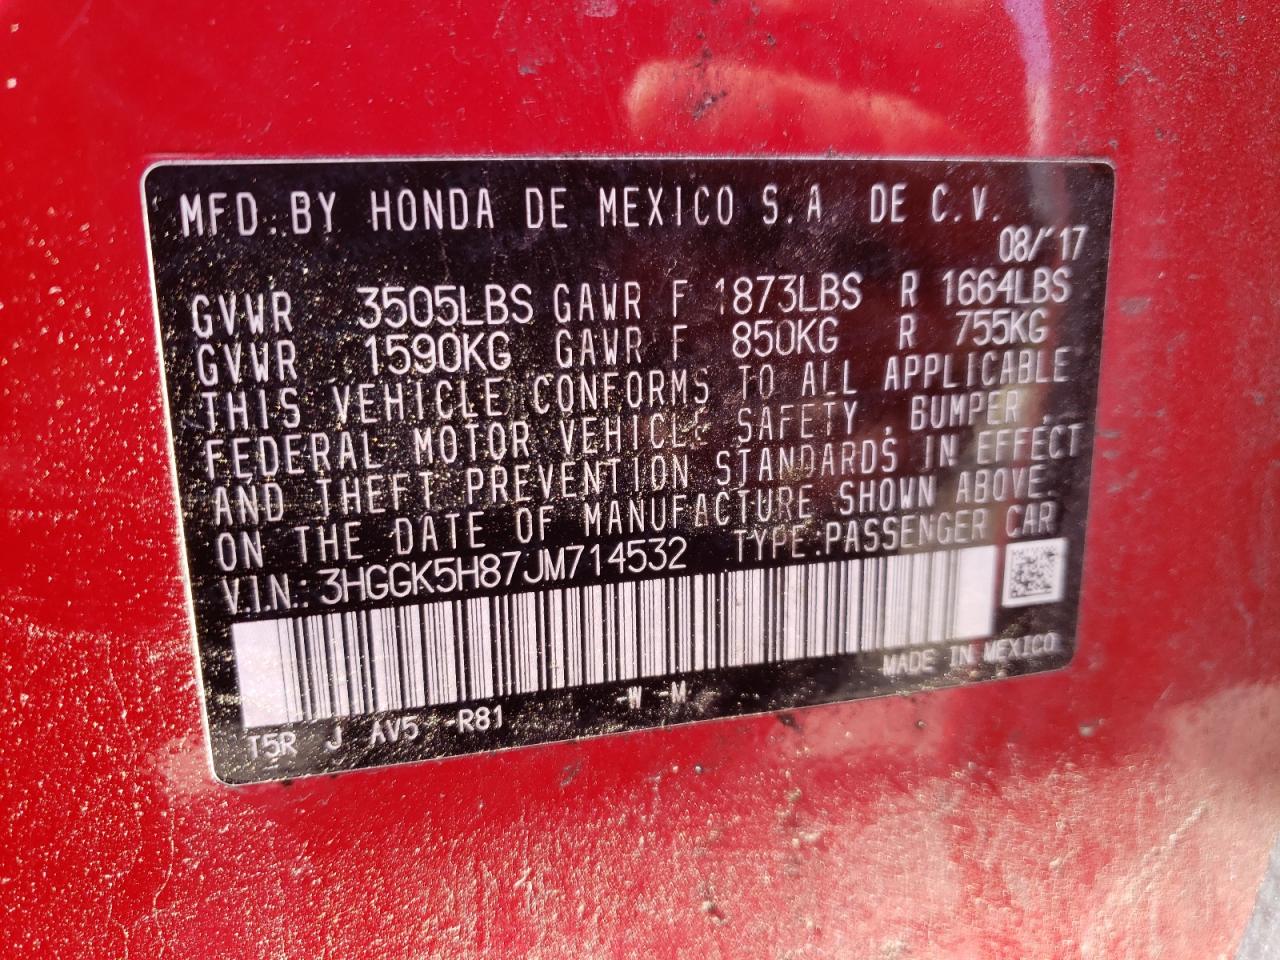 MFD. BY HONDA DE MEXICO S.A. DE C.V.
08/'17
GVWR 3505LBS GAWR F 1873LBS R 1664LBS
GVWR 1590KG GAWR F 850KG R 755KG
THIS VEHICLE CONFORMS TO ALL APPLICABLE
FEDERAL MOTOR VEHICLE SAFETY, BUMPER,
AND THEFT PREVENTION STANDARDS IN EFFECT
ON THE DATE OF MANUFACTURE SHOWN ABOVE.
V.I.N.: 3HGGK5H87JM714532 TYPE:PASSENGER CAR
MADE IN MEXICO
-W -M
T5R J AV5 R81